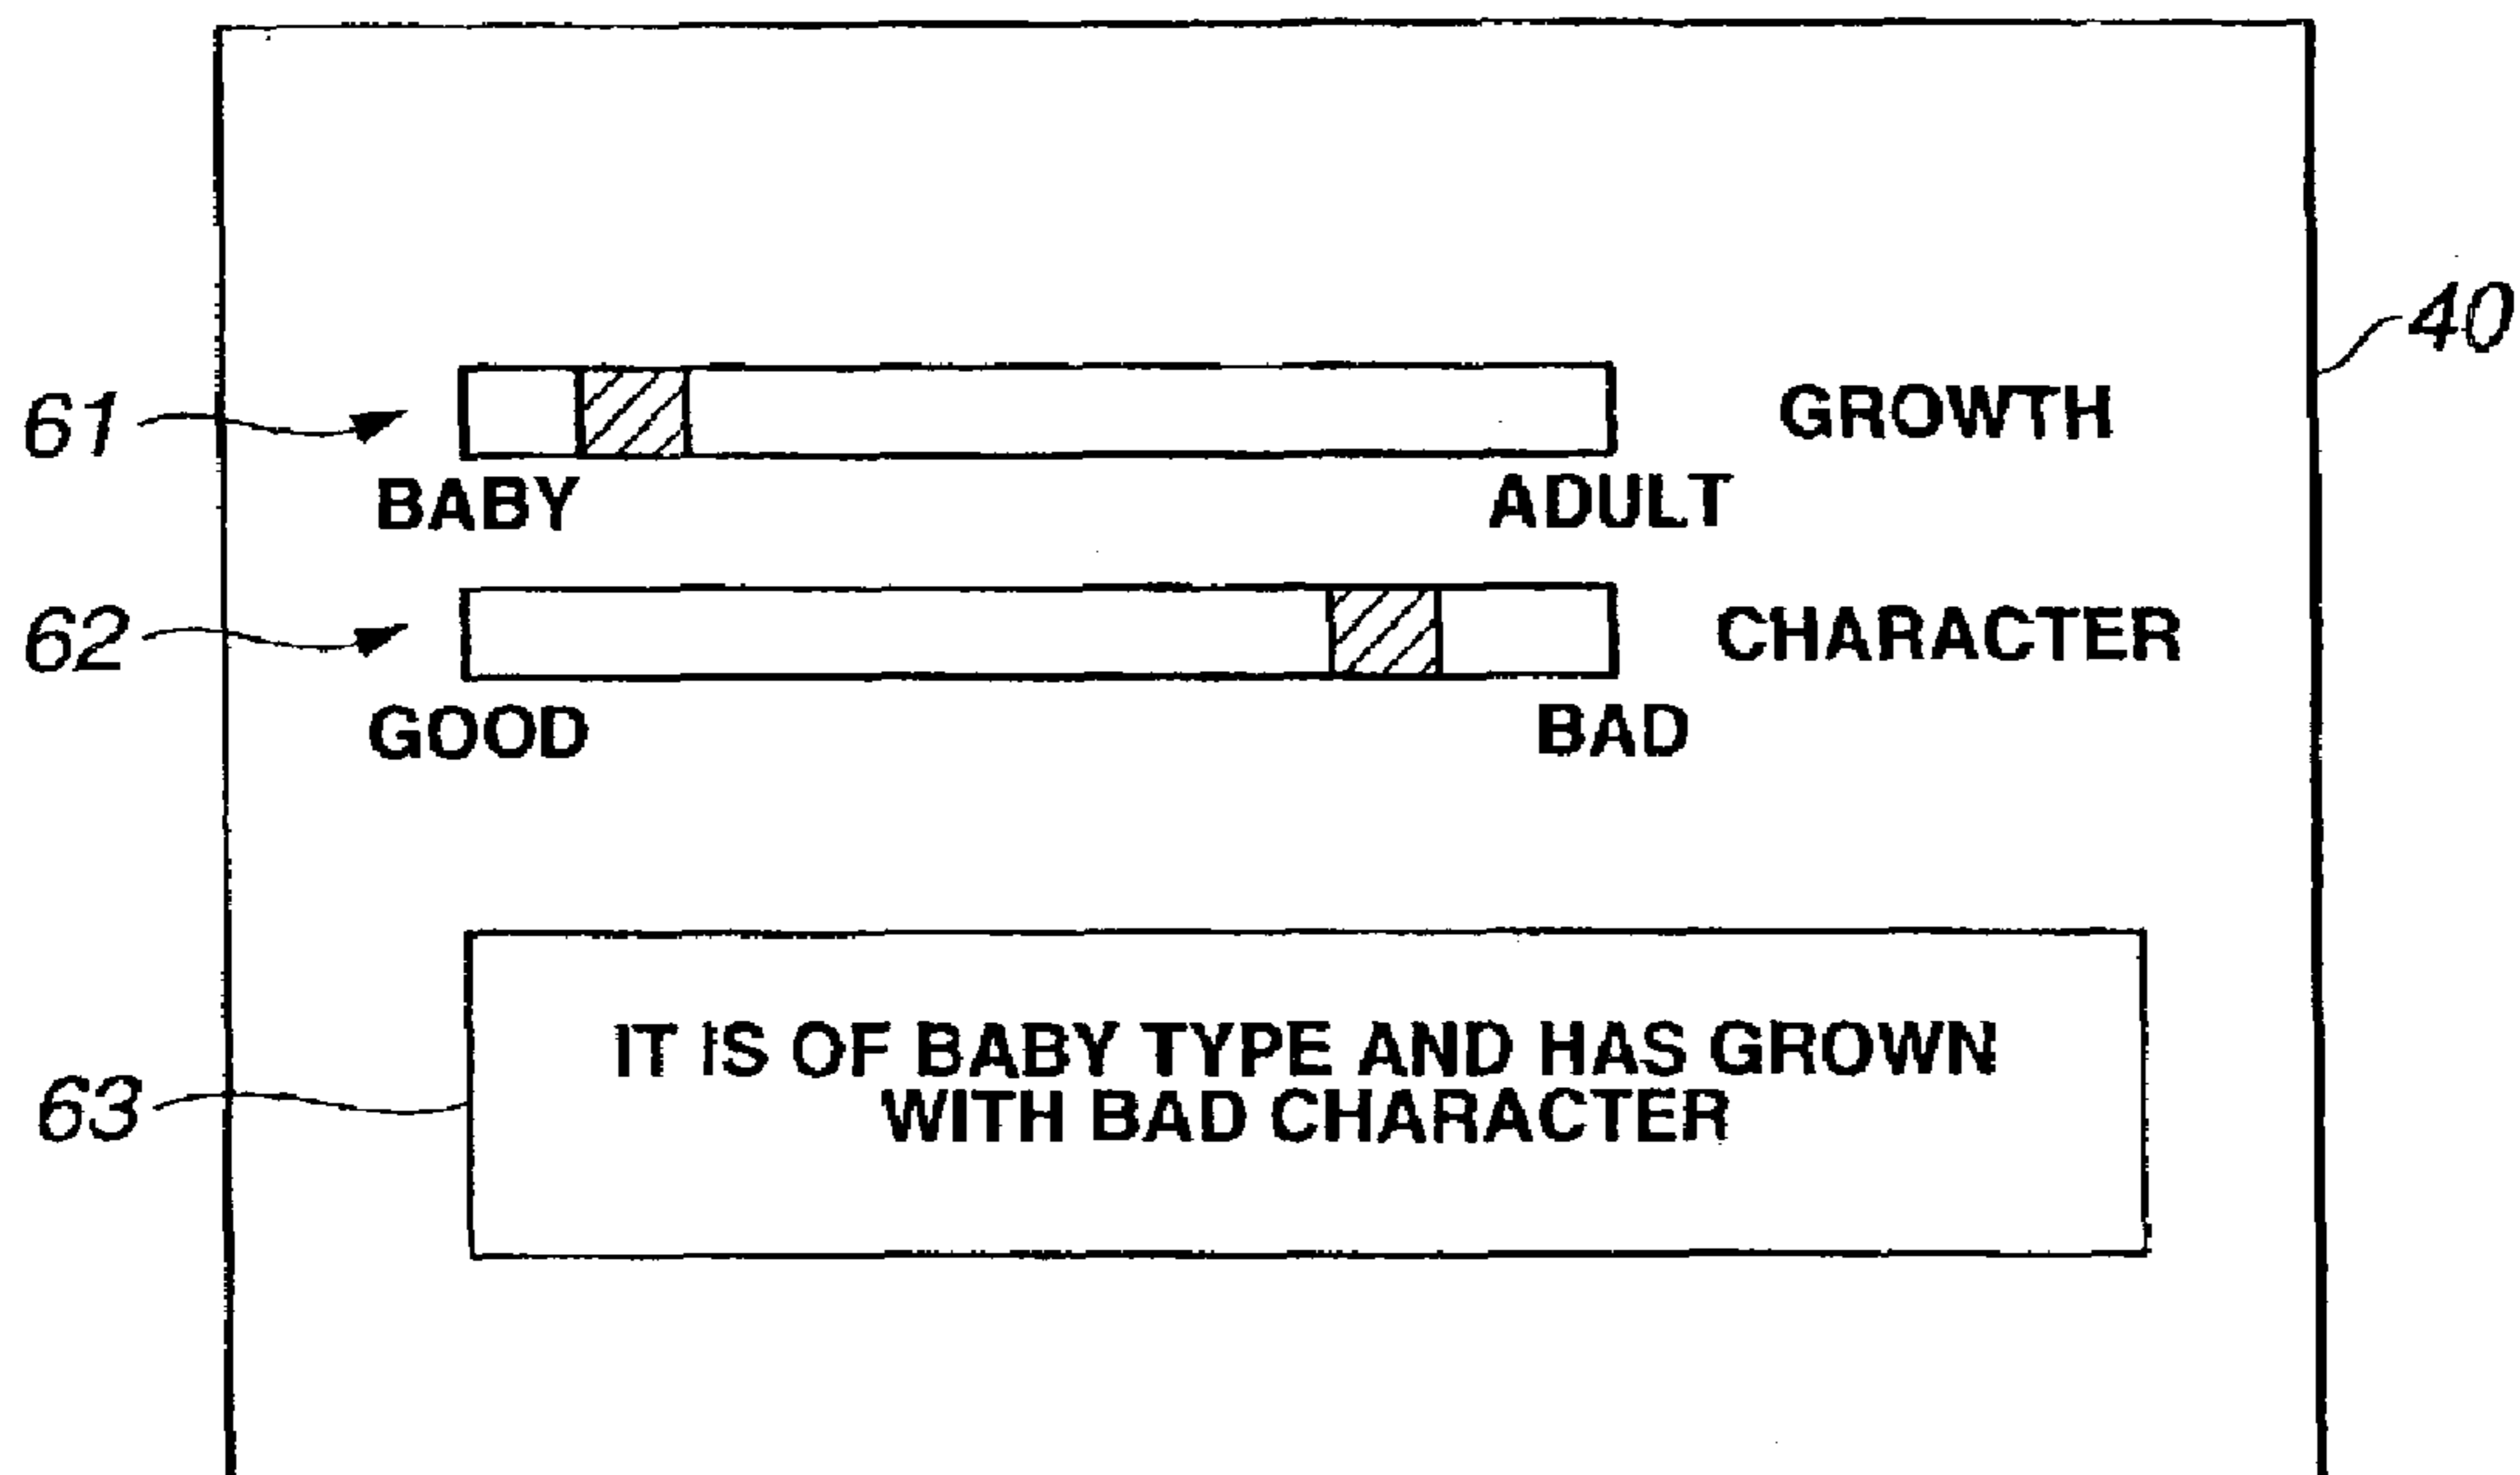 40
61
GROWTH
BABY
ADULT
62
CHARACTER
GOOD
BAD
63
IT IS OF BABY TYPE AND HAS GROWN
WITH BAD CHARACTER